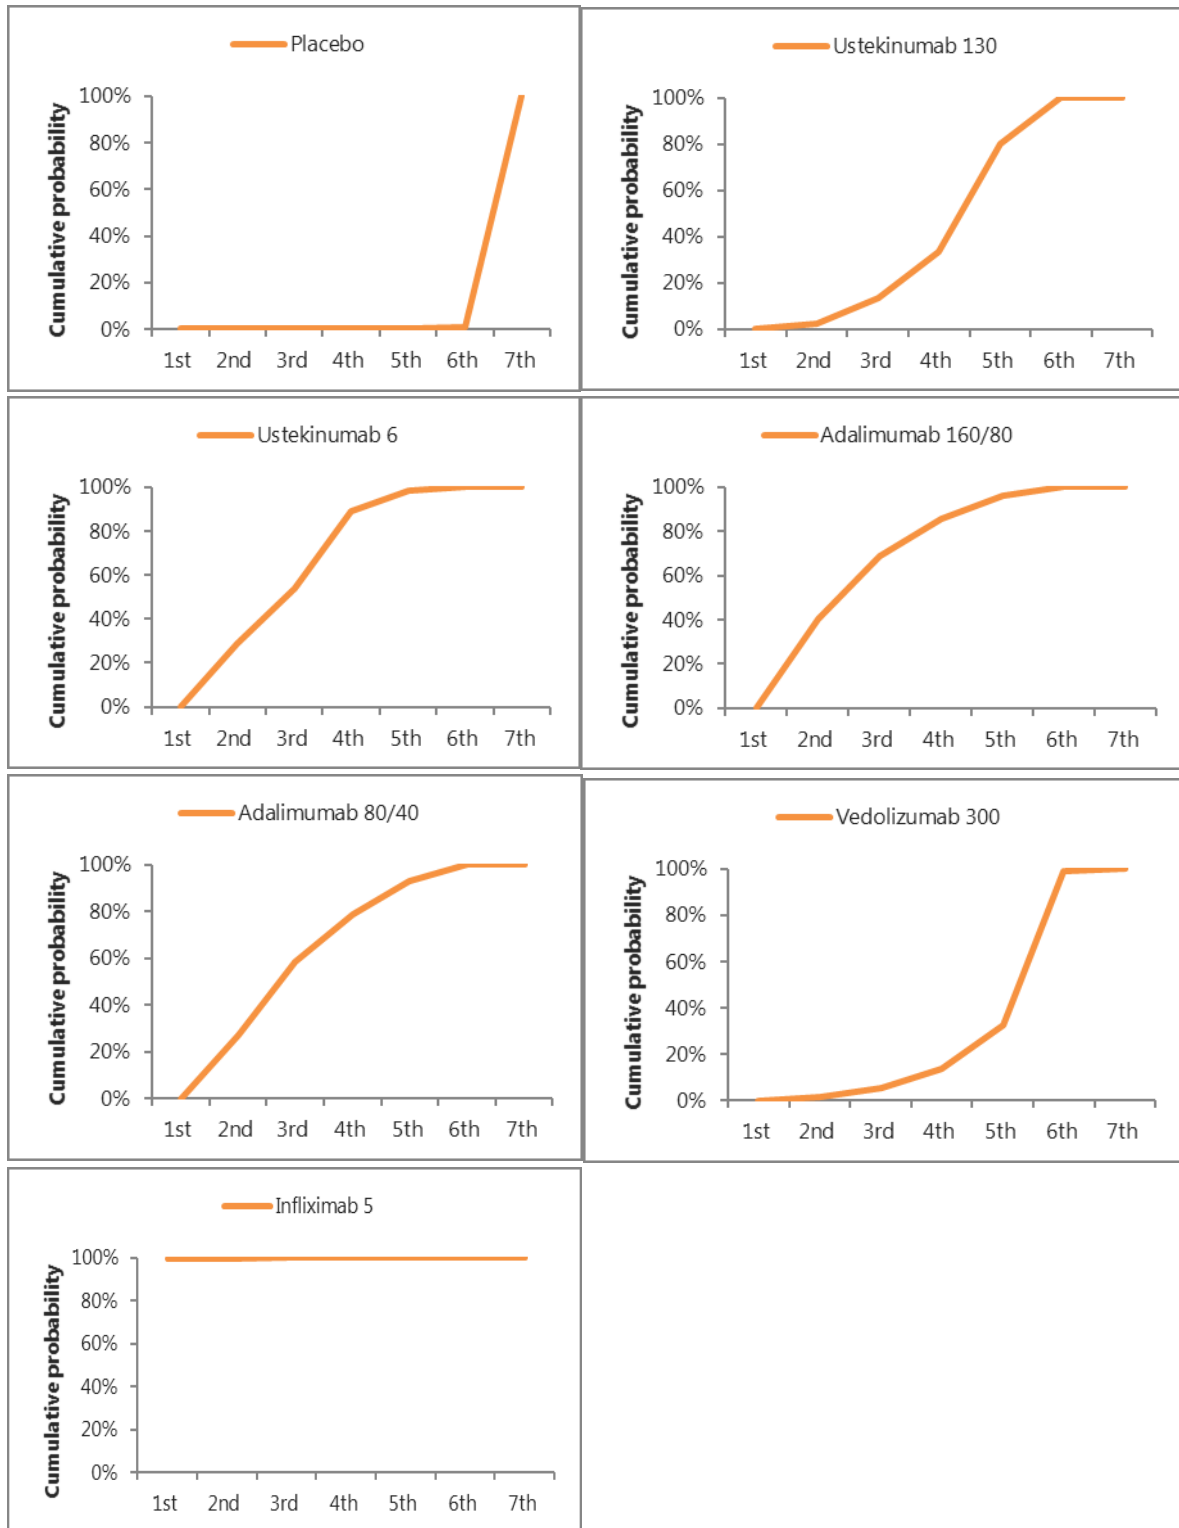 Placebo
Cumulative probability
100%
80%
60%
40%
20%
0%
1st 2nd 3rd 4th 5th 6th 7th
Ustekinumab 130
Cumulative probability
100%
80%
60%
40%
20%
0%
1st 2nd 3rd 4th 5th 6th 7th
Ustekinumab 6
Cumulative probability
100%
80%
60%
40%
20%
0%
1st 2nd 3rd 4th 5th 6th 7th
Adalimumab 160/80
Cumulative probability
100%
80%
60%
40%
20%
0%
1st 2nd 3rd 4th 5th 6th 7th
Adalimumab 80/40
Cumulative probability
100%
80%
60%
40%
20%
0%
1st 2nd 3rd 4th 5th 6th 7th
Vedolizumab 300
Cumulative probability
100%
80%
60%
40%
20%
0%
1st 2nd 3rd 4th 5th 6th 7th
Infliximab 5
Cumulative probability
100%
80%
60%
40%
20%
0%
1st 2nd 3rd 4th 5th 6th 7th